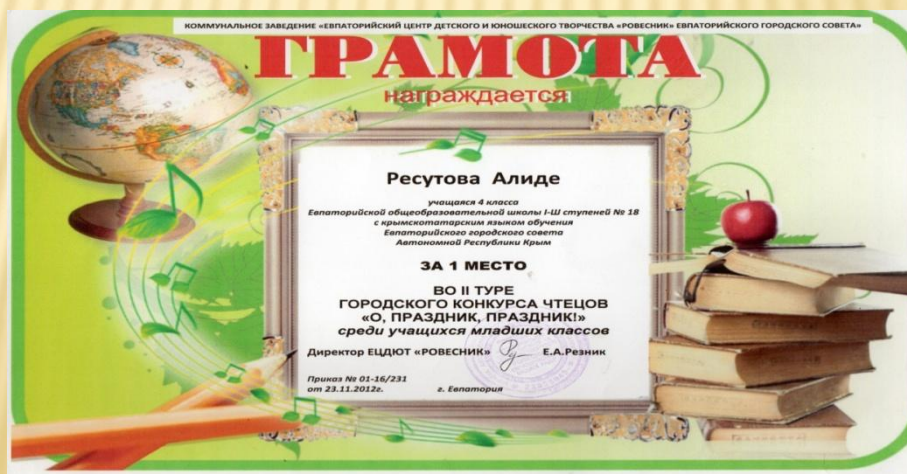 КОММУНАЛЬНОЕ ЗАВЕДЕНИЕ «ЕВПАТОРИЙСКИЙ ЦЕНТР ДЕТСКОГО И ЮНОШЕСКОГО ТВОРЧЕСТВА «РОВЕСНИК» ЕВПАТОРИЙСКОГО ГОРОДСКОГО СОВЕТА»
ГРАМОТА
награждается
Ресутова Алиде
учащаяся 4 класса
Евпаторийской общеобразовательной школы І-Ш ступеней № 18
с крымскотатарским языком обучения
Евпаторийского городского совета
Автономной Республики Крым
ЗА 1 МЕСТО
ВО II ТУРЕ
ГОРОДСКОГО КОНКУРСА ЧТЕЦОВ
«О, ПРАЗДНИК, ПРАЗДНИК!»
среди учащихся младших классов
Директор ЕЦДЮТ «РОВЕСНИК» Е.А.Резник
Приказ № 01-16/231
от 23.11.2012г. г. Евпатория